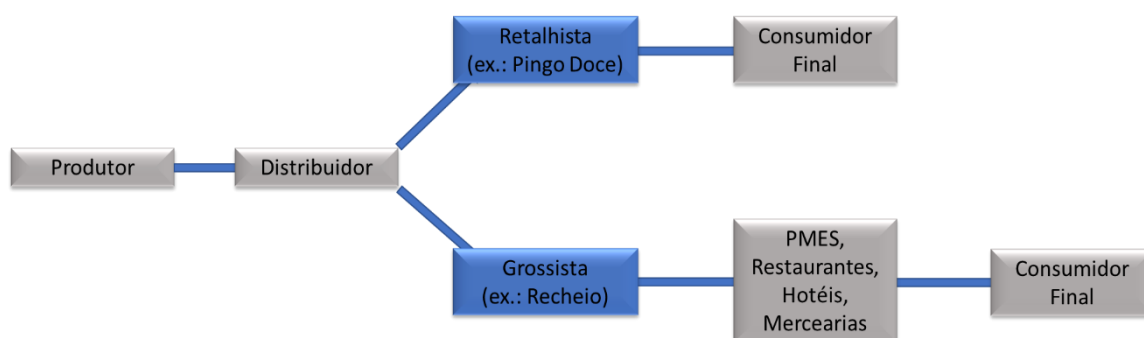 Retalhista
(ex.: Pingo Doce)
Consumidor
Final
Produtor
Distribuidor
Grossista
(ex.: Recheio)
PMES,
Restaurantes,
Hotéis,
Mercearias
Consumidor
Final